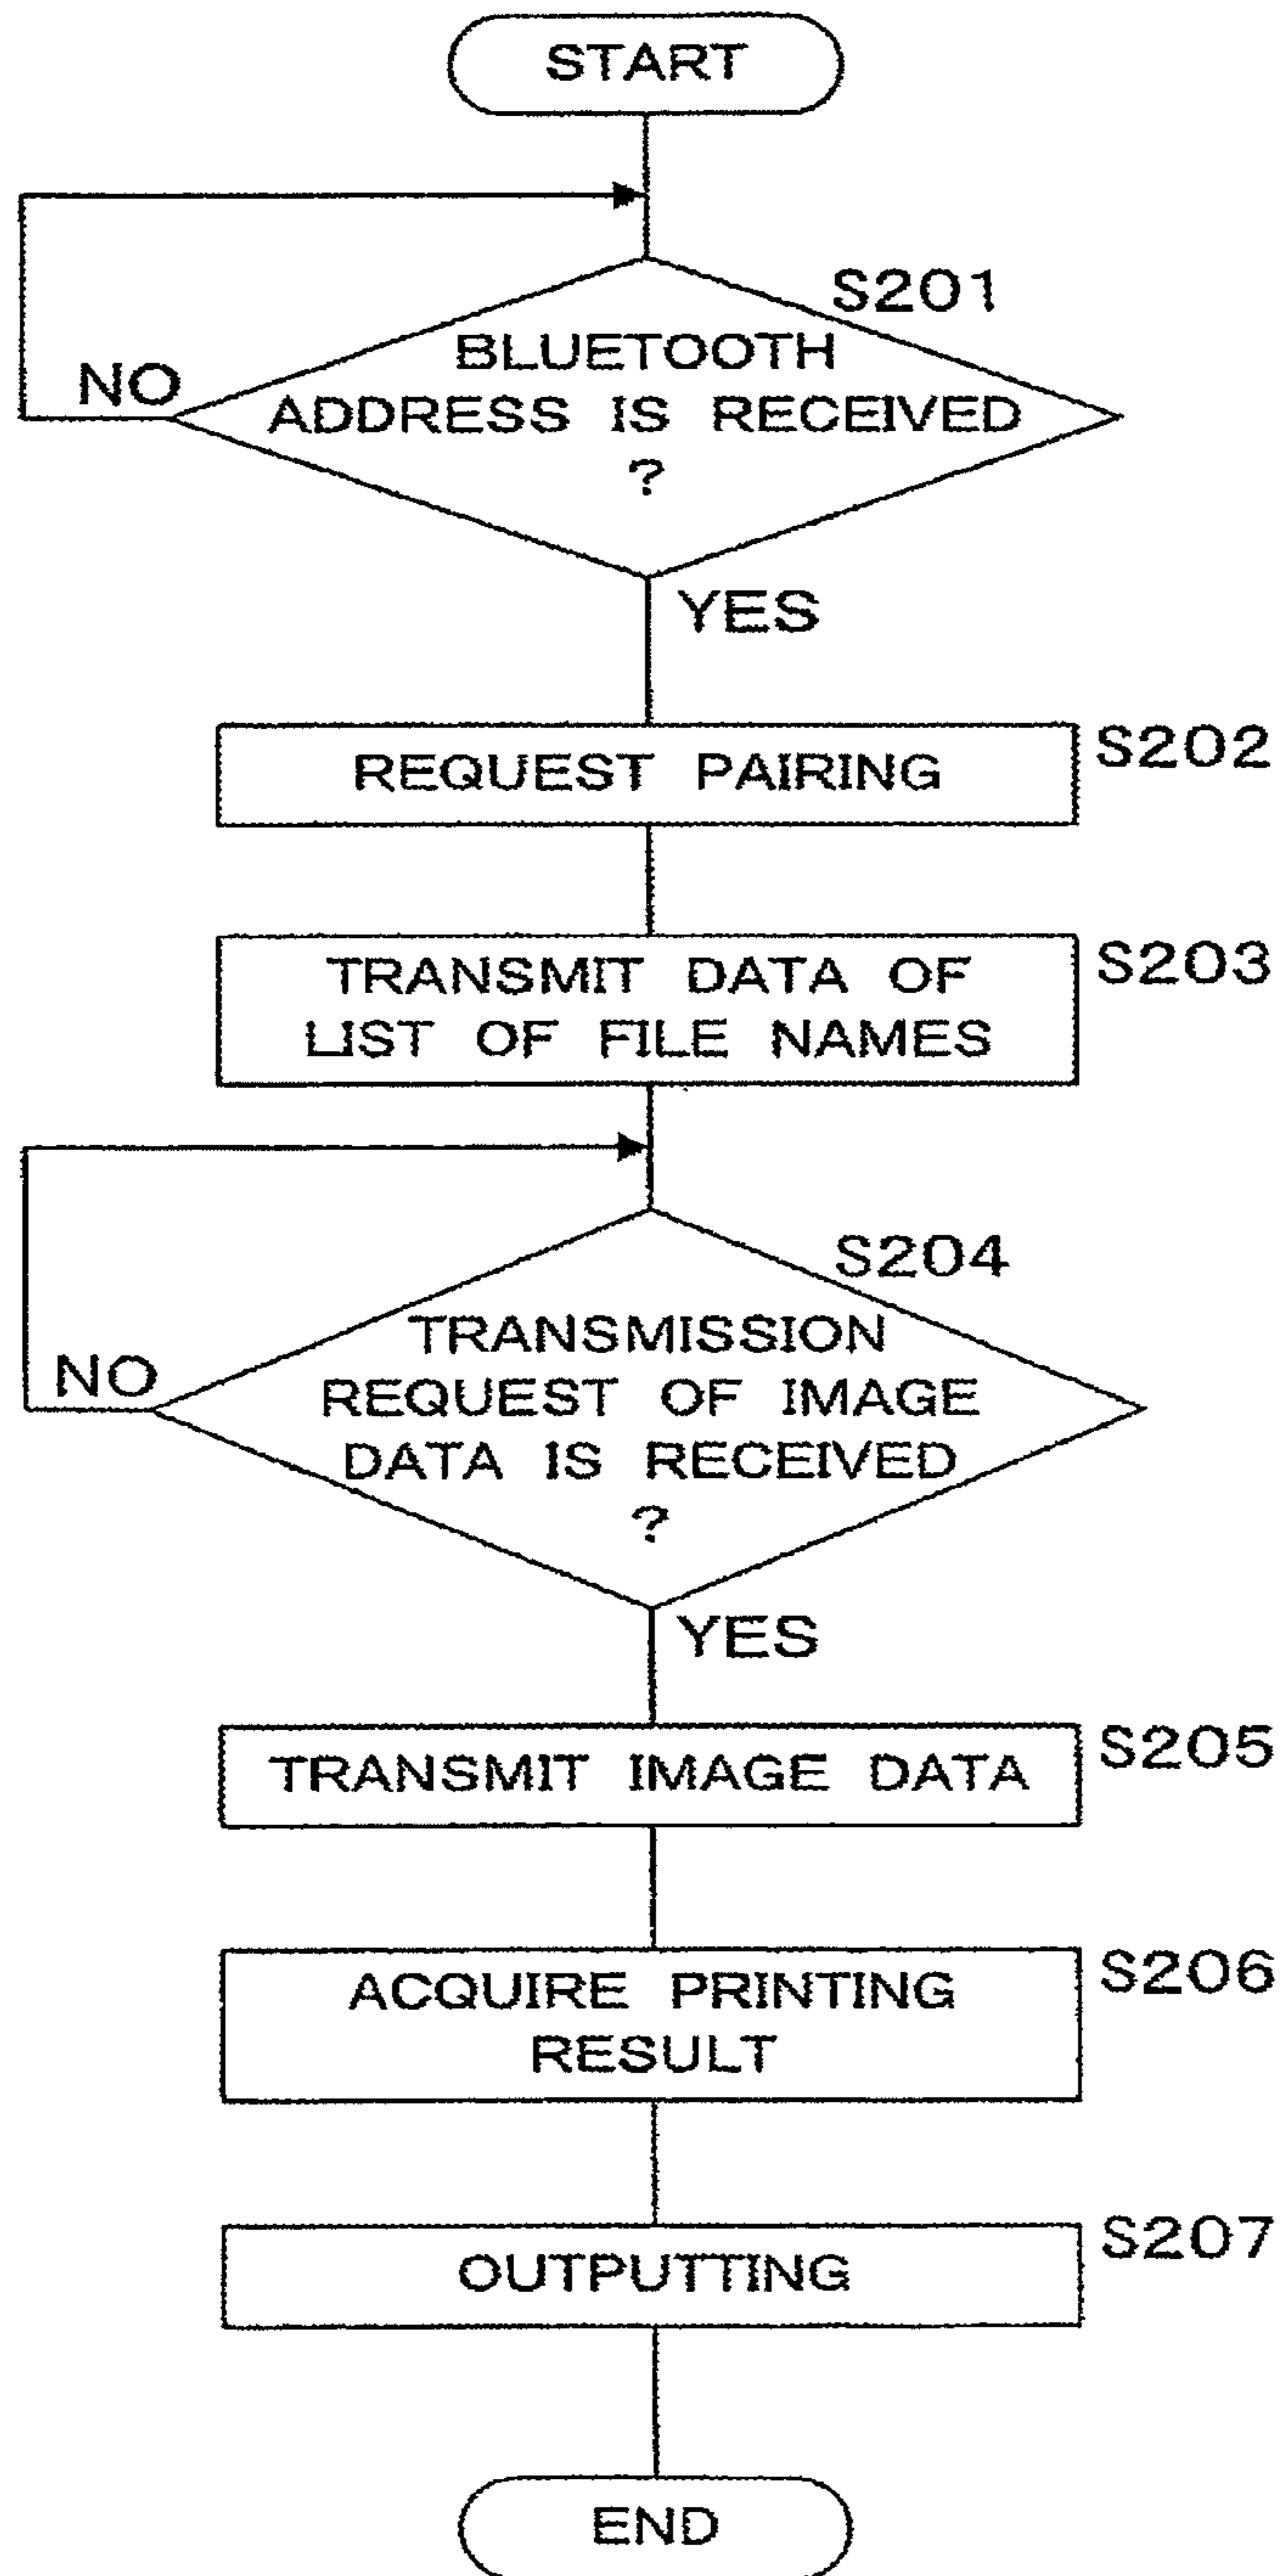 START
S201
BLUETOOTH
ADDRESS IS RECEIVED
?
NO
YES
REQUEST PAIRING
S202
TRANSMIT DATA OF
LIST OF FILE NAMES
S203
S204
TRANSMISSION
REQUEST OF IMAGE
DATA IS RECEIVED
?
NO
YES
TRANSMIT IMAGE DATA
S205
ACQUIRE PRINTING
RESULT
S206
OUTPUTTING
S207
END